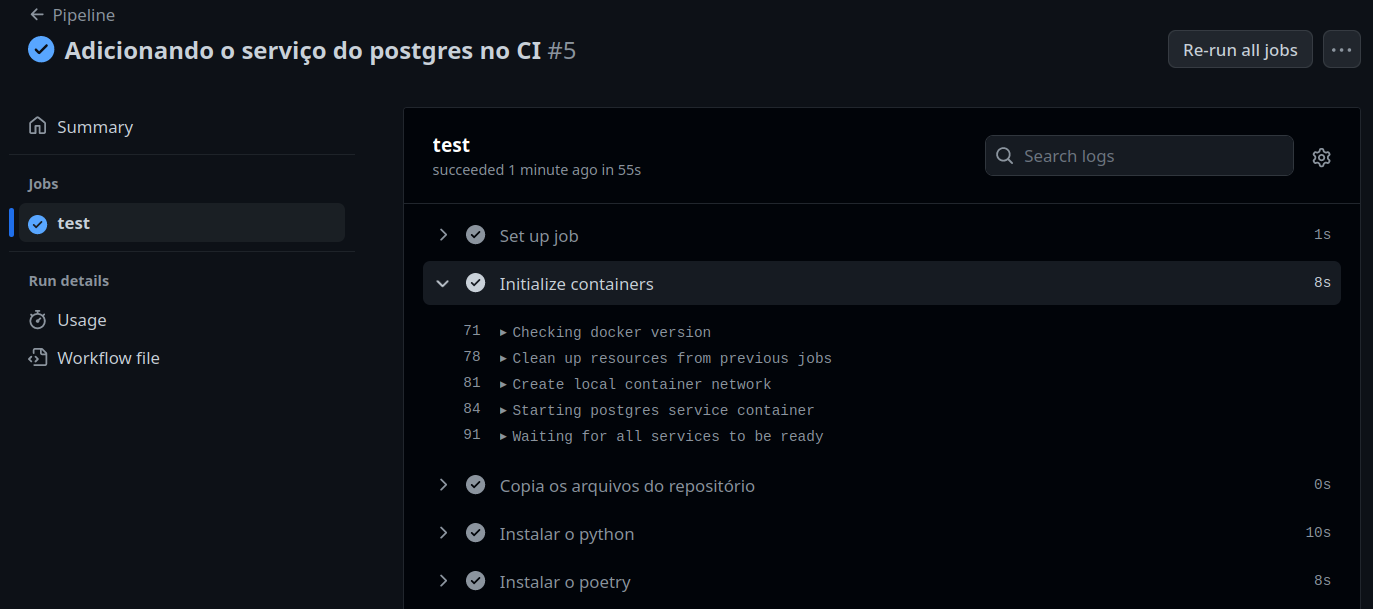 Pipeline
Adicionando o serviço do postgres no CI #5
Re-run all jobs
Summary
Jobs
test
Run details
Usage
Workflow file
test
succeeded 1 minute ago in 55s
Search logs
Set up job 1s
Initialize containers 8s
71 Checking docker version
78 Clean up resources from previous jobs
81 Create local container network
84 Starting postgres service container
91 Waiting for all services to be ready
Copia os arquivos do repositório 0s
Instalar o python 10s
Instalar o poetry 8s